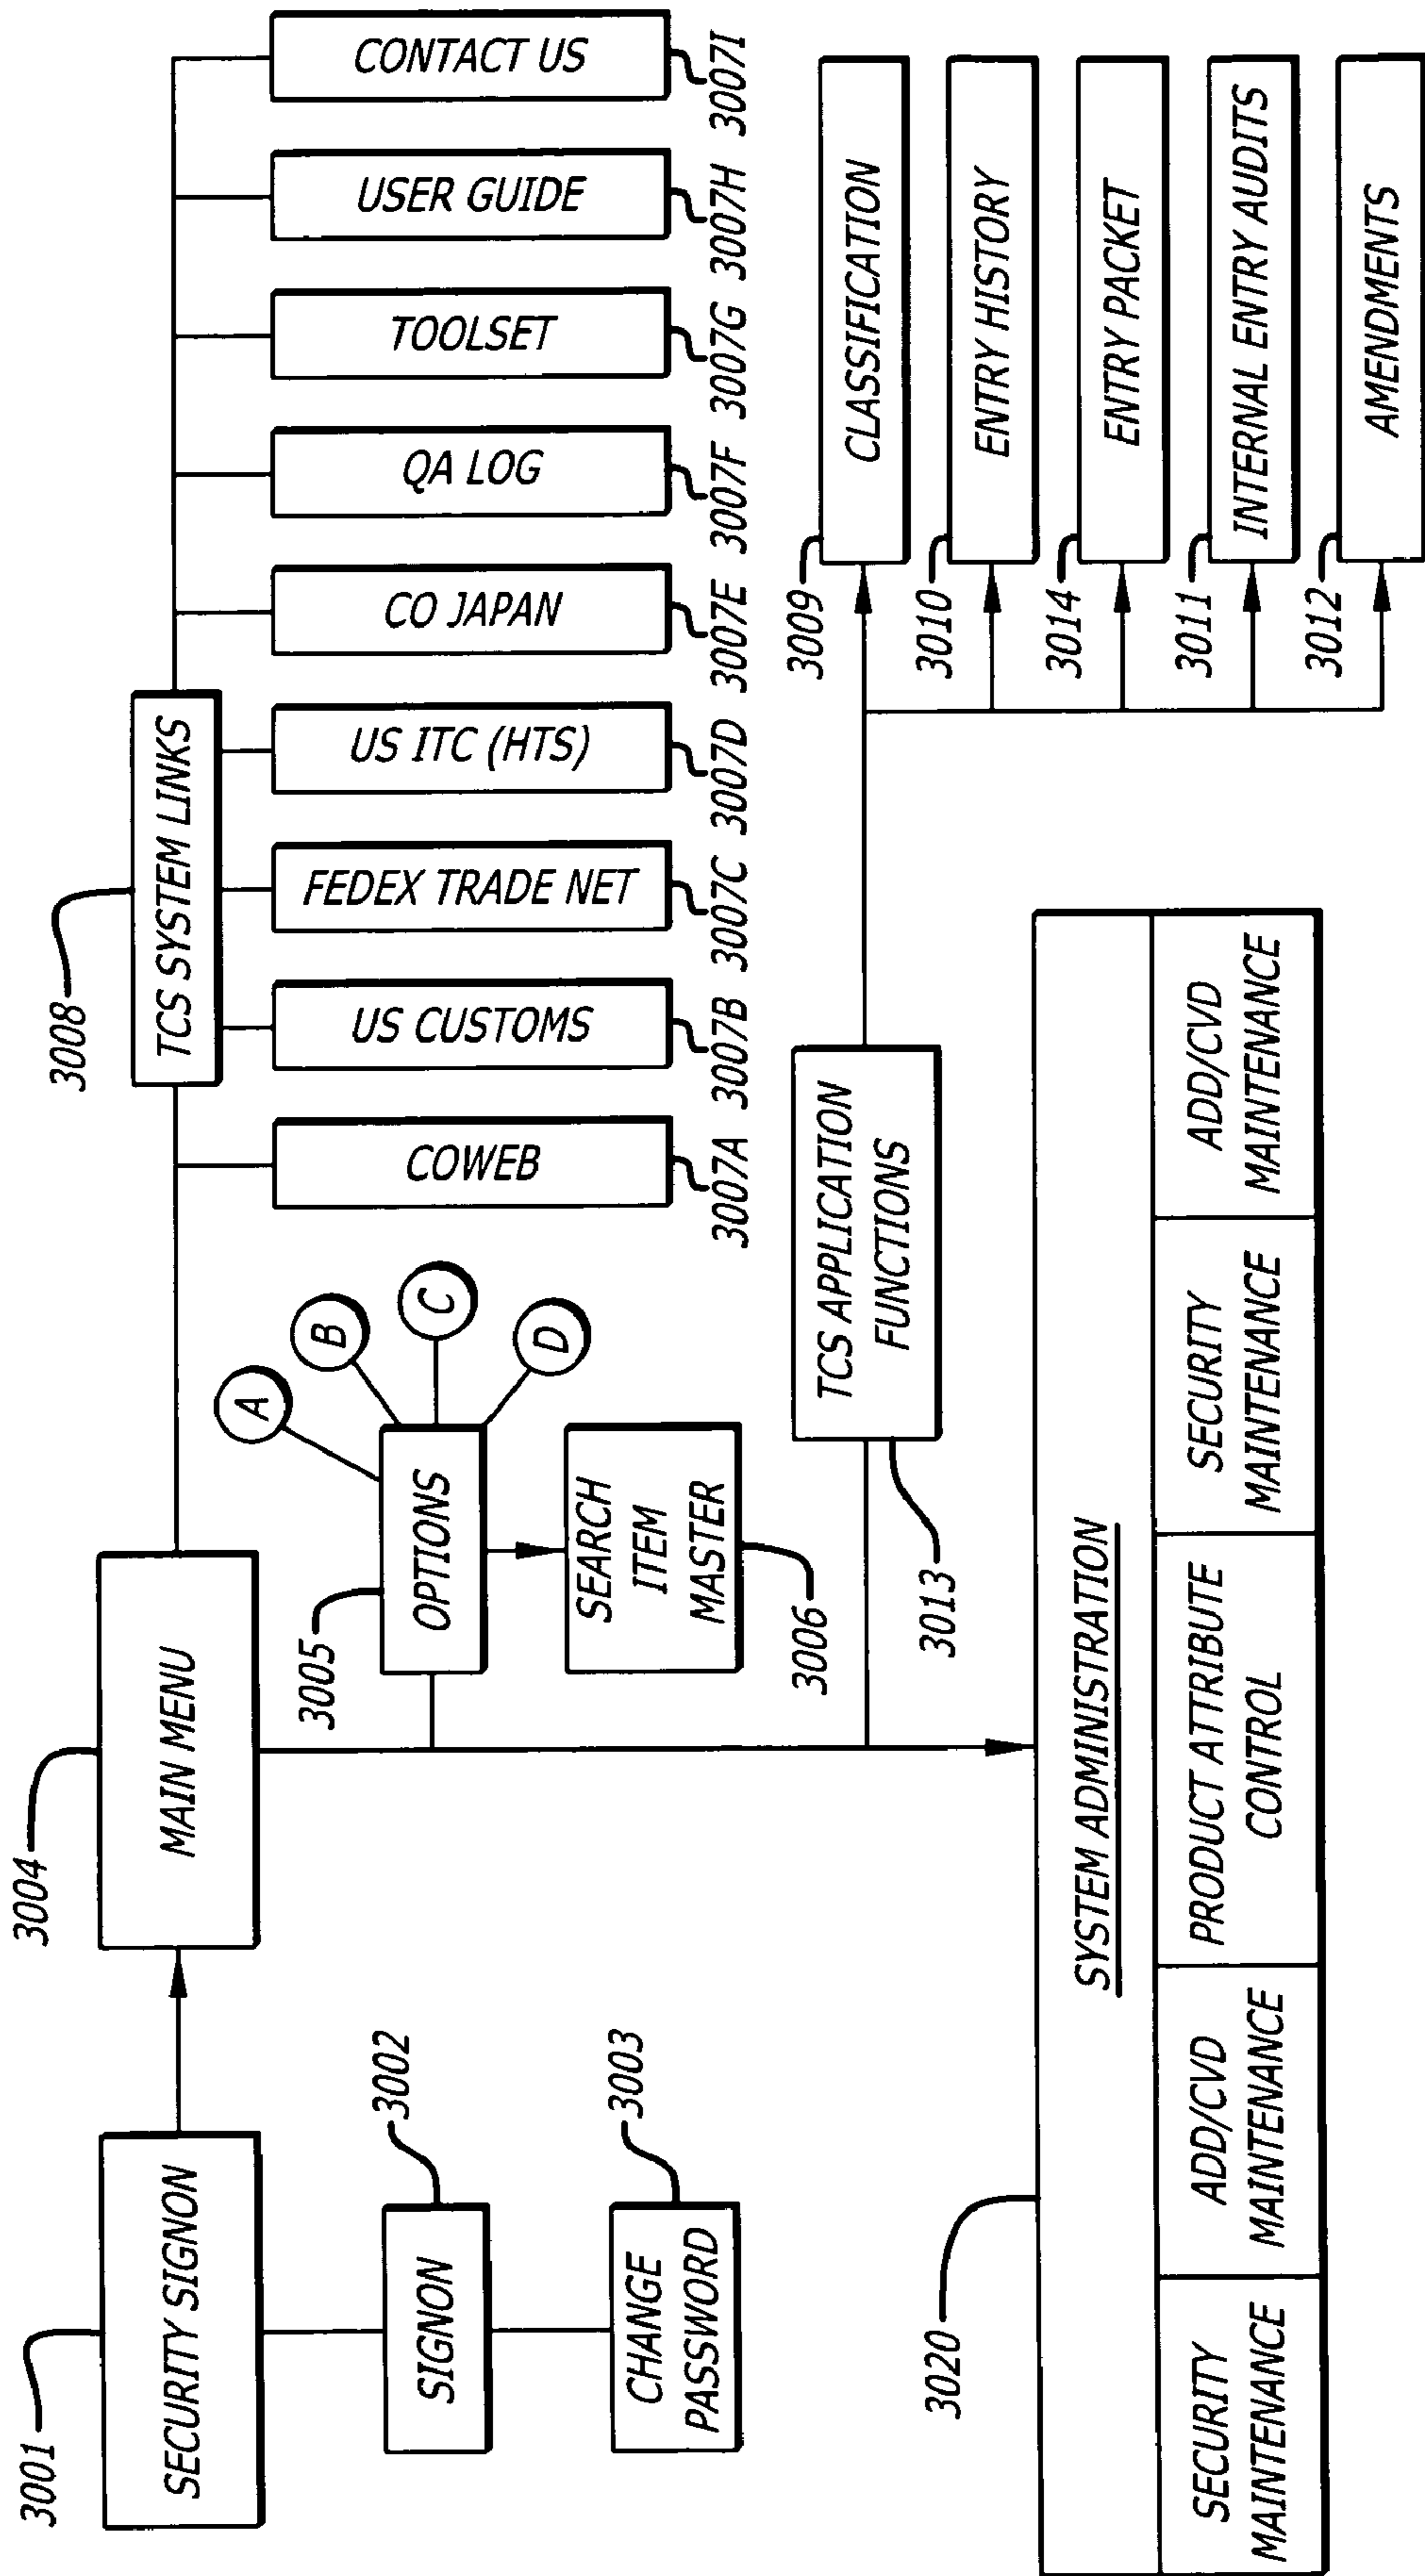 3001
SECURITY SIGNON
3002
SIGNON
3003
CHANGE
PASSWORD
3004
MAIN MENU
3005
OPTIONS
A
B
C
D
SEARCH
ITEM
MASTER
3006
3008
TCS SYSTEM LINKS
COWEB
3007A
US CUSTOMS
3007B
FEDEX TRADE NET
3007C
US ITC (HTS)
3007D
CO JAPAN
3007E
QA LOG
3007F
TOOLSET
3007G
USER GUIDE
3007H
CONTACT US
3007I
TCS APPLICATION
FUNCTIONS
3013
3009
CLASSIFICATION
3010
ENTRY HISTORY
3014
ENTRY PACKET
3011
INTERNAL ENTRY AUDITS
3012
AMENDMENTS
3020
SYSTEM ADMINISTRATION
SECURITY
MAINTENANCE
ADD/CVD
MAINTENANCE
PRODUCT ATTRIBUTE
CONTROL
SECURITY
MAINTENANCE
ADD/CVD
MAINTENANCE